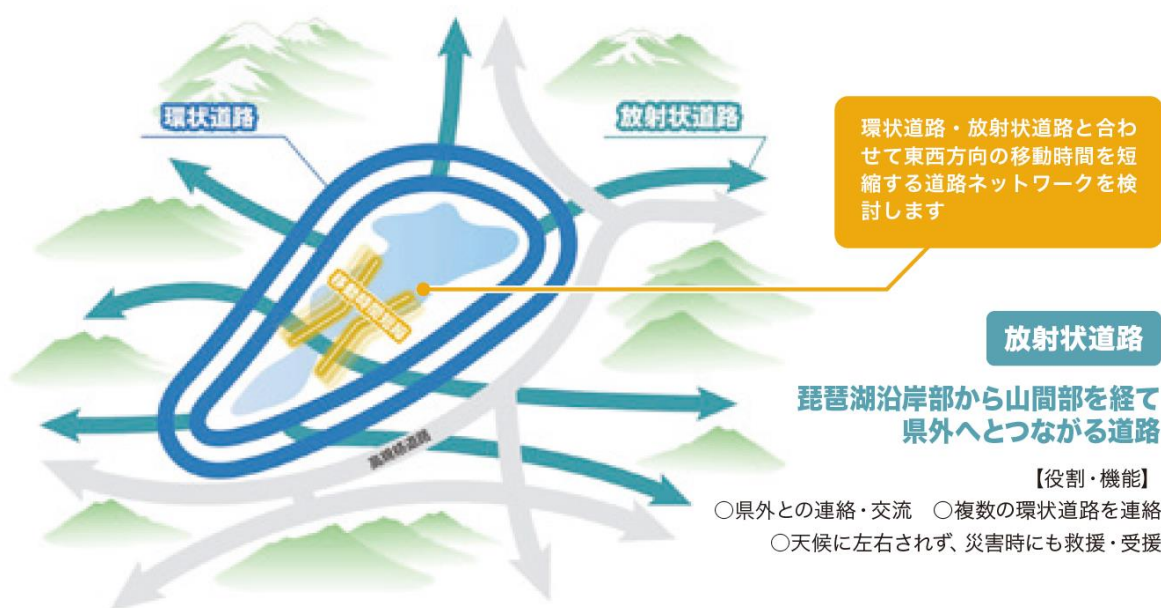 環状道路
放射状道路
環状道路・放射状道路と合わ
せて東西方向の移動時間を短
縮する道路ネットワークを検
討します
移動時間短縮
高規格道路
放射状道路
琵琶湖沿岸部から山間部を経て
県外へとつながる道路
【役割・機能】
○県外との連絡・交流　○複数の環状道路を連絡
○天候に左右されず、災害時にも救援・受援